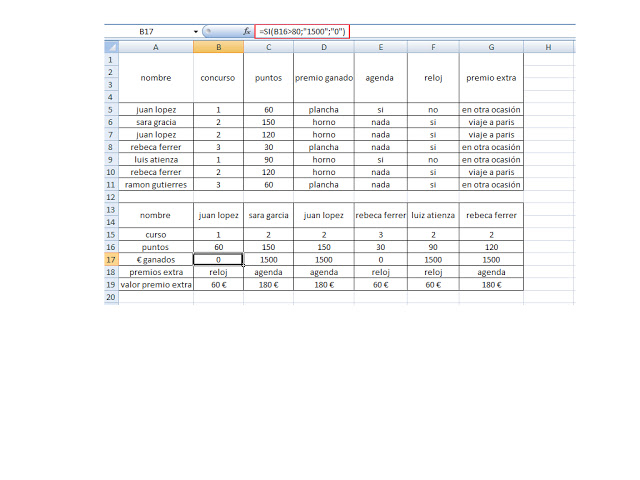 B17 fx =SI(B16>80;"1500";"0")
A B C D E F G H
1
2
nombre concurso puntos premio ganado agenda reloj premio extra
3
4
5 juan lopez 1 60 plancha si no en otra ocasión
6 sara gracia 2 150 horno nada si viaje a paris
7 juan lopez 2 120 horno nada si viaje a paris
8 rebeca ferrer 3 30 plancha nada si en otra ocasión
9 luis atienza 1 90 horno si no en otra ocasión
10 rebeca ferrer 2 120 horno nada si viaje a paris
11 ramon gutierres 3 60 plancha nada si en otra ocasión
12
13
nombre juan lopez sara garcia juan lopez rebeca ferrer luiz atienza rebeca ferrer
14
15 curso 1 2 2 3 2 2
16 puntos 60 150 150 30 90 120
17 € ganados 0 1500 1500 0 1500 1500
18 premios extra reloj agenda agenda reloj reloj agenda
19 valor premio extra 60 € 180 € 180 € 60 € 60 € 180 €
20